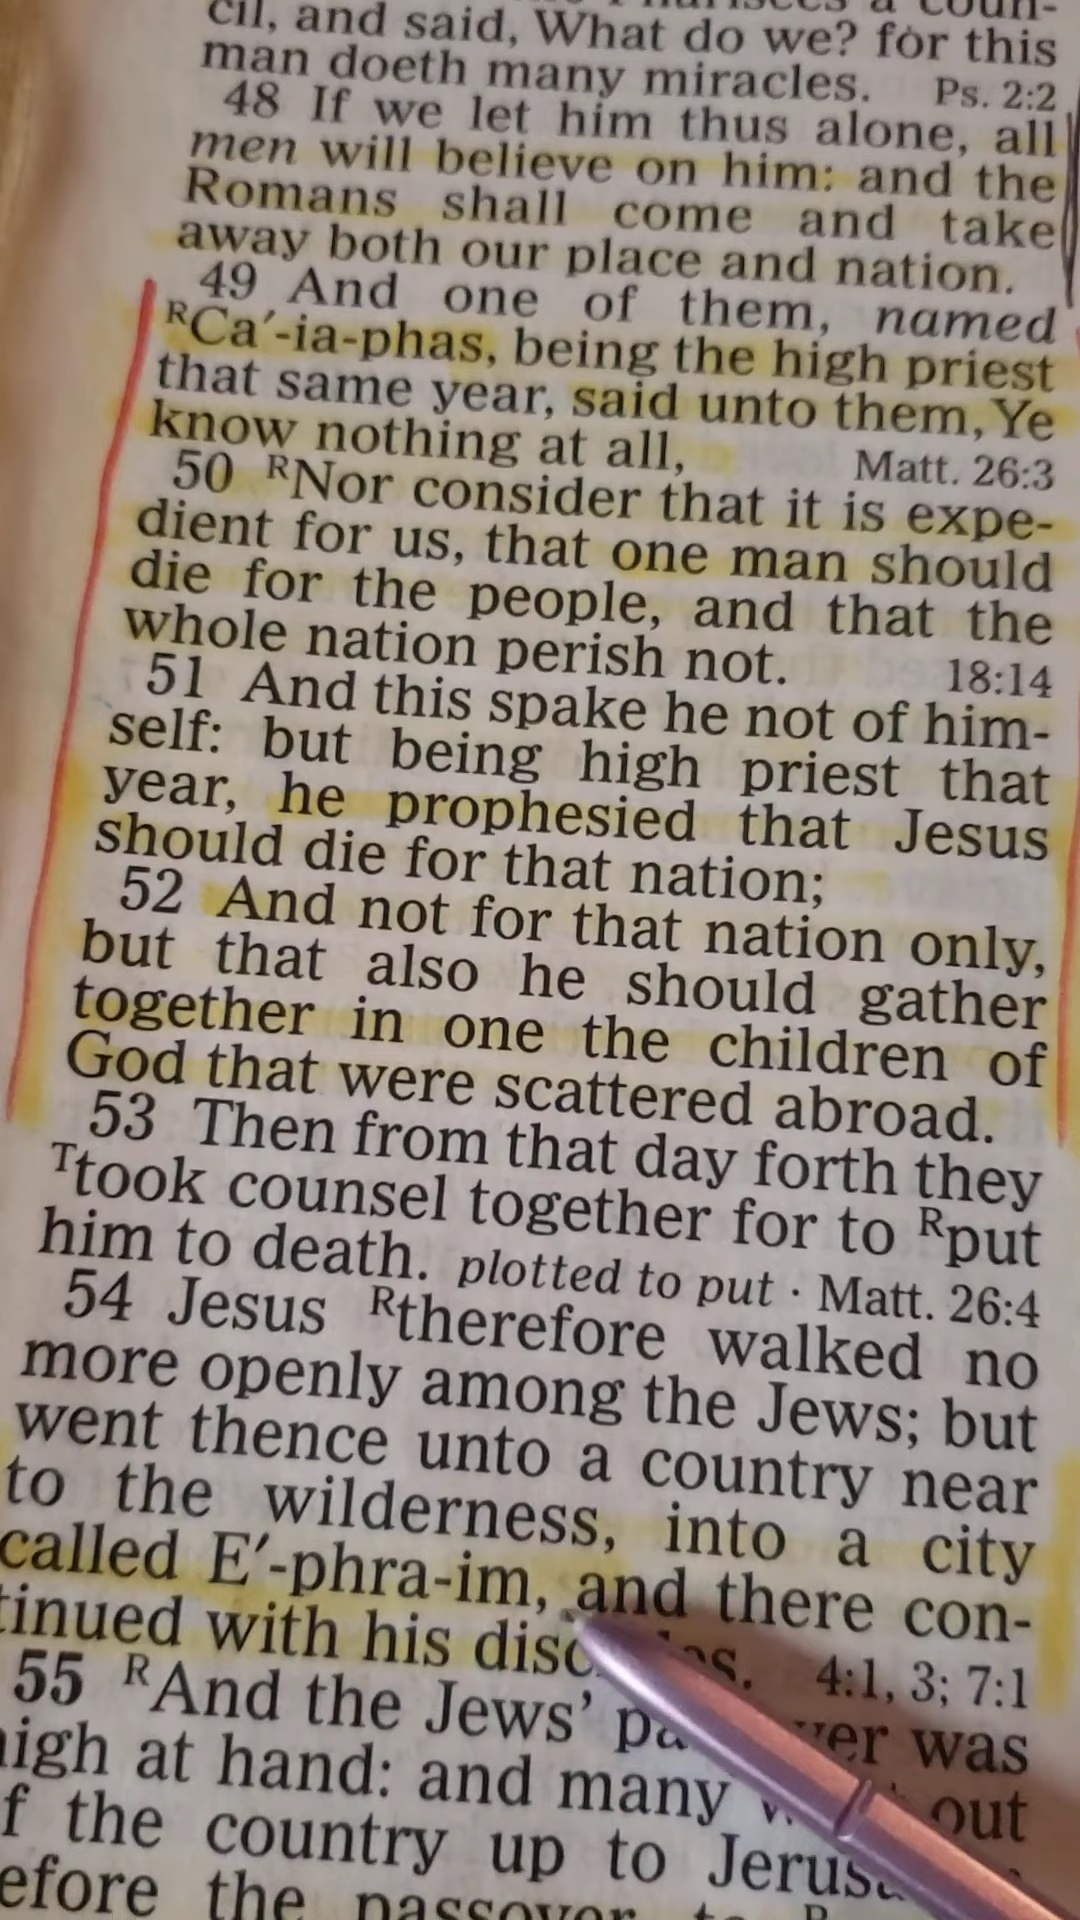 cil, and said, What do we? for this
man doeth many miracles. Ps. 2:2
48 If we let him thus alone, all
men will believe on him: and the
Romans shall come and take
away both our place and nation.
49 And one of them, named
RCa′-ia-phas, being the high priest
that same year, said unto them, Ye
know nothing at all, Matt. 26:3
50 RNor consider that it is expe-
dient for us, that one man should
die for the people, and that the
whole nation perish not. 18:14
51 And this spake he not of him-
self: but being high priest that
year, he prophesied that Jesus
should die for that nation;
52 And not for that nation only,
but that also he should gather
together in one the children of
God that were scattered abroad.
53 Then from that day forth they
Ttook counsel together for to Rput
him to death. plotted to put · Matt. 26:4
54 Jesus Rtherefore walked no
more openly among the Jews; but
went thence unto a country near
to the wilderness, into a city
called E′-phra-im, and there con-
tinued with his 4:1, 3; 7:1
55 RAnd the Jews’ was
nigh at hand: and many out
f the country up to
efore the passover